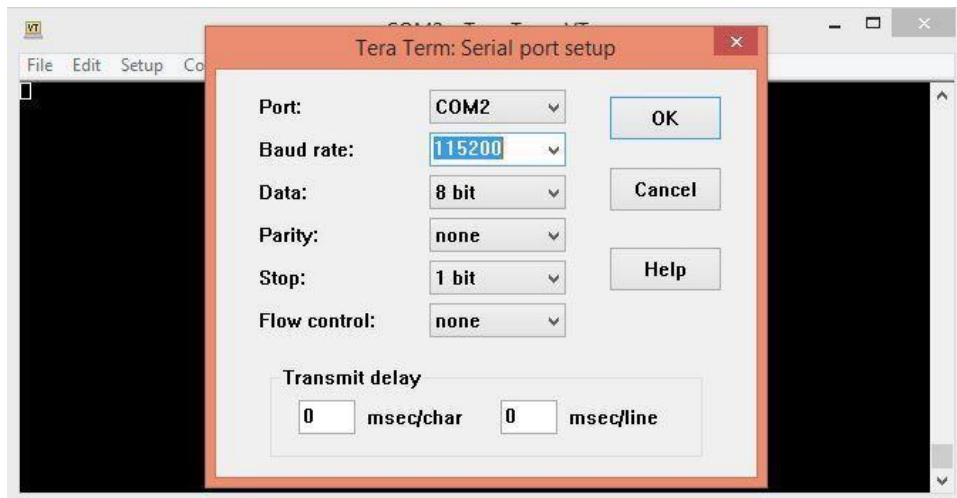 VT
Tera Term: Serial port setup
File Edit Setup
Port: COM2
OK
Baud rate: 115200
Data: 8 bit
Cancel
Parity: none
Stop: 1 bit
Help
Flow control: none
Transmit delay
0 msec/char 0 msec/line